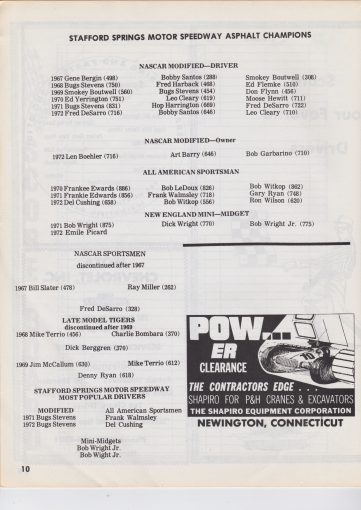 STAFFORD SPRINGS MOTOR SPEEDWAY ASPHALT CHAMPIONS
NASCAR MODIFIED—DRIVER
1967 Gene Bergin (498) Bobby Santos (288) Smokey Boutwell (308)
1968 Bugs Stevens (750) Fred Harback (468) Ed Flemke (510)
1969 Smokey Boutwell (560) Bugs Stevens (454) Don Flynn (456)
1970 Ed Yerrington (751) Leo Cleary (619) Moose Hewitt (711)
1971 Bugs Stevens (831) Hop Harrington (669) Fred DeSarro (722)
1972 Fred DeSarro (716) Bobby Santos (646) Leo Cleary (710)
NASCAR MODIFIED—Owner
1972 Len Boehler (716) Art Barry (646) Bob Garbarino (710)
ALL AMERICAN SPORTSMAN
1970 Frankee Edwards (886) Bob LeDoux (826) Bob Witkop (862)
1971 Frankie Edwards (856) Frank Walmsley (718) Gary Ryan (748)
1972 Del Cushing (658) Bob Witkop (556) Ron Wilson (620)
NEW ENGLAND MINI—MIDGET
1971 Bob Wright (875) Dick Wright (770) Bob Wright Jr. (775)
1972 Emile Picard
NASCAR SPORTSMEN
discontinued after 1967
1967 Bill Slater (478) Ray Miller (262)
Fred DeSarro (328)
LATE MODEL TIGERS
discontinued after 1969
1968 Mike Terrio (456) Charlie Bombara (370)
Dick Berggren (370)
1969 Jim McCallum (630) Mike Terrio (612)
Denny Ryan (618)
STAFFORD SPRINGS MOTOR SPEEDWAY
MOST POPULAR DRIVERS
MODIFIED All American Sportsmen
1971 Bugs Stevens Frank Walmsley
1972 Bugs Stevens Del Cushing
Mini-Midgets
Bob Wright Jr.
Bob Wight Jr.
POW...
ER
CLEARANCE
THE CONTRACTORS EDGE . . .
SHAPIRO FOR P&H CRANES & EXCAVATORS
THE SHAPIRO EQUIPMENT CORPORATION
NEWINGTON, CONNECTICUT
10